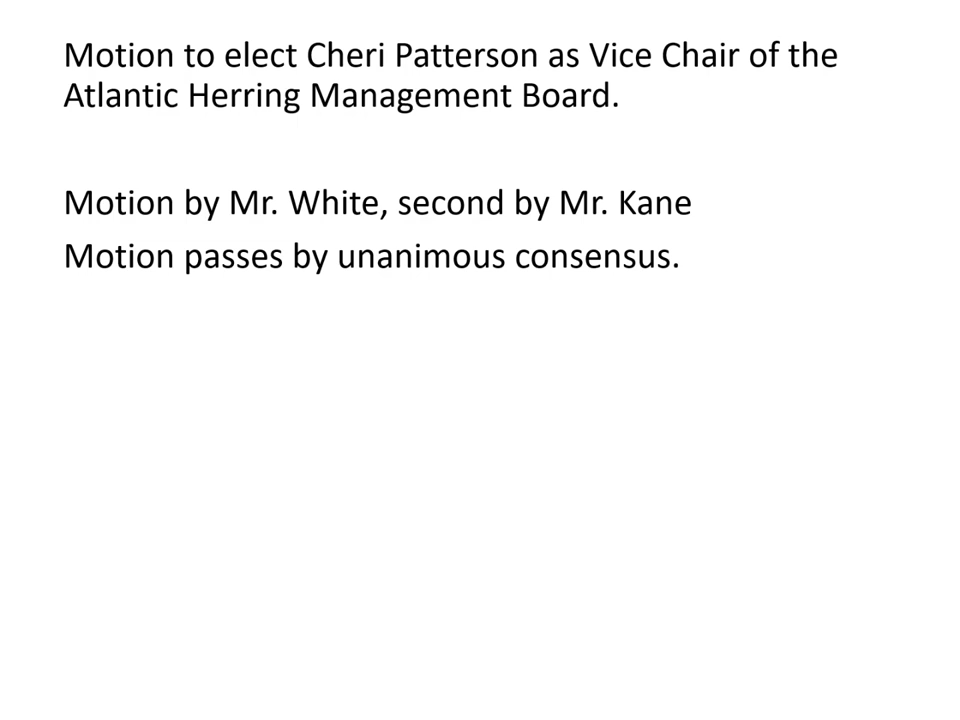 Motion to elect Cheri Patterson as Vice Chair of the
Atlantic Herring Management Board.
Motion by Mr. White, second by Mr. Kane
Motion passes by unanimous consensus.